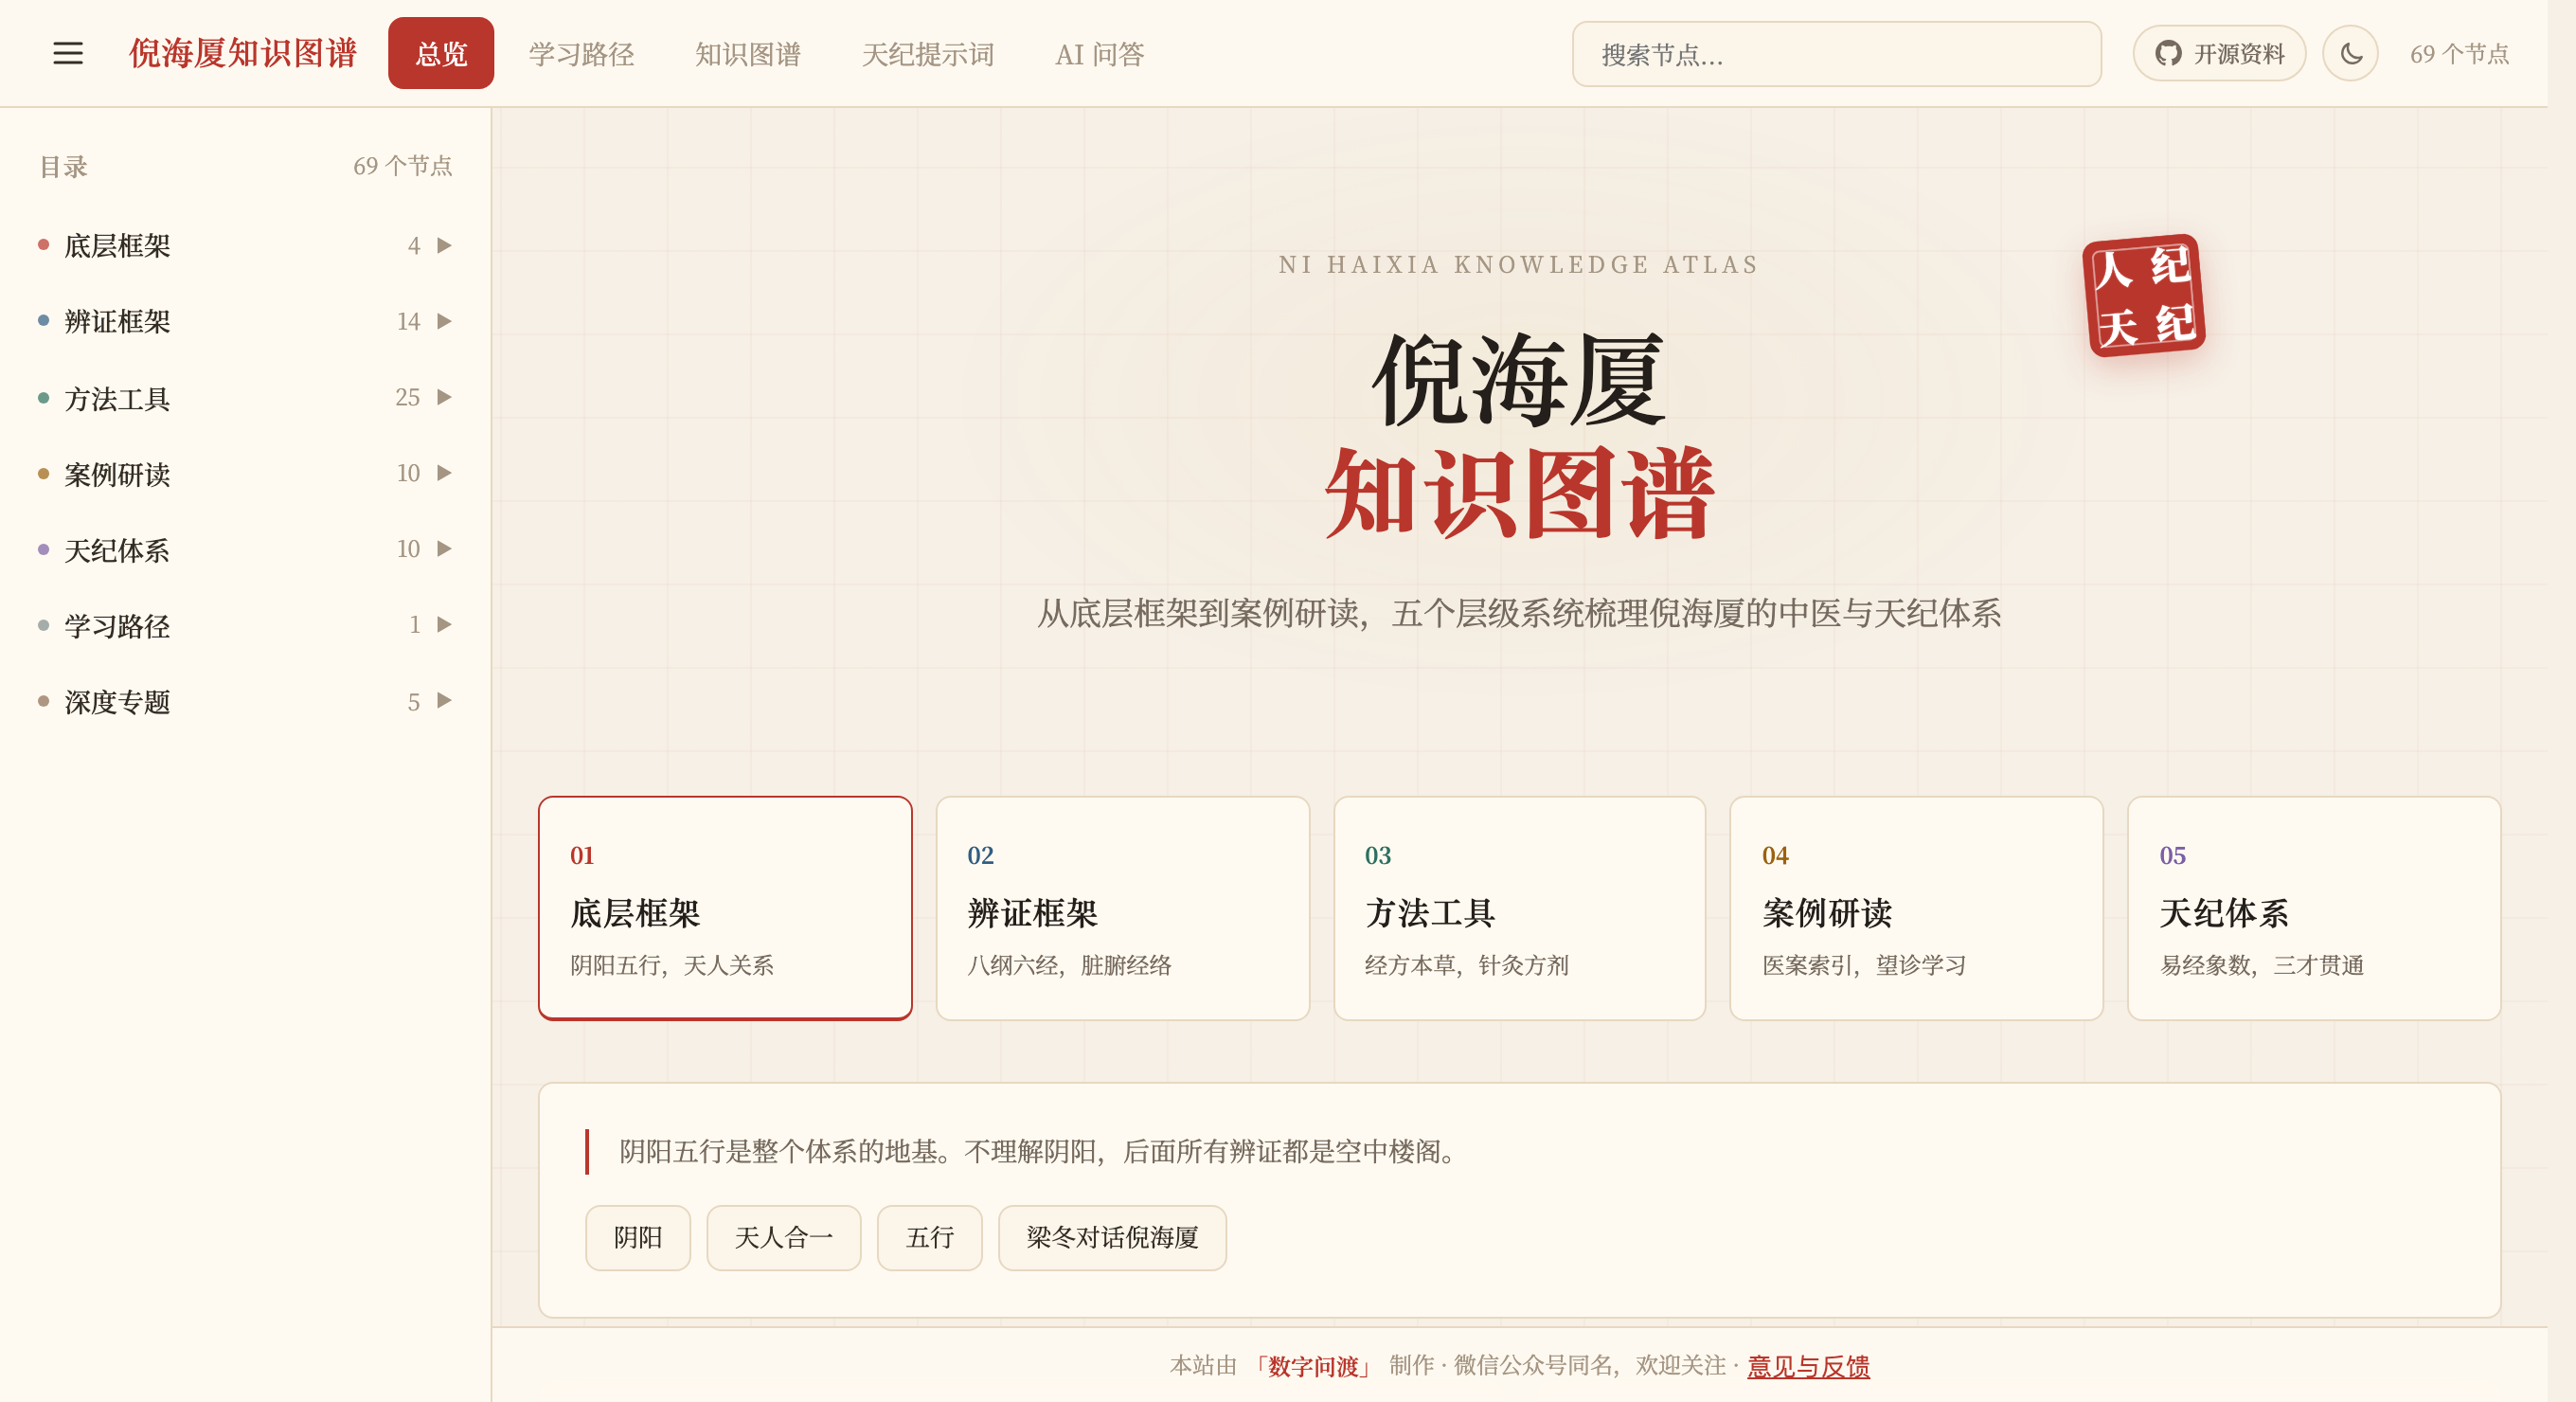 倪海厦知识图谱 总览 学习路径 知识图谱 天纪提示词 AI 问答 搜索节点... 开源资料 69 个节点
目录 69 个节点
底层框架 4
辨证框架 14
方法工具 25
案例研读 10
天纪体系 10
学习路径 1
深度专题 5
NI HAIXIA KNOWLEDGE ATLAS
人 纪
天 纪
倪海厦
知识图谱
从底层框架到案例研读，五个层级系统梳理倪海厦的中医与天纪体系
01
底层框架
阴阳五行，天人关系
02
辨证框架
八纲六经，脏腑经络
03
方法工具
经方本草，针灸方剂
04
案例研读
医案索引，望诊学习
05
天纪体系
易经象数，三才贯通
阴阳五行是整个体系的地基。不理解阴阳，后面所有辨证都是空中楼阁。
阴阳 天人合一 五行 梁冬对话倪海厦
本站由 「数字问渡」 制作 · 微信公众号同名，欢迎关注 · 意见与反馈